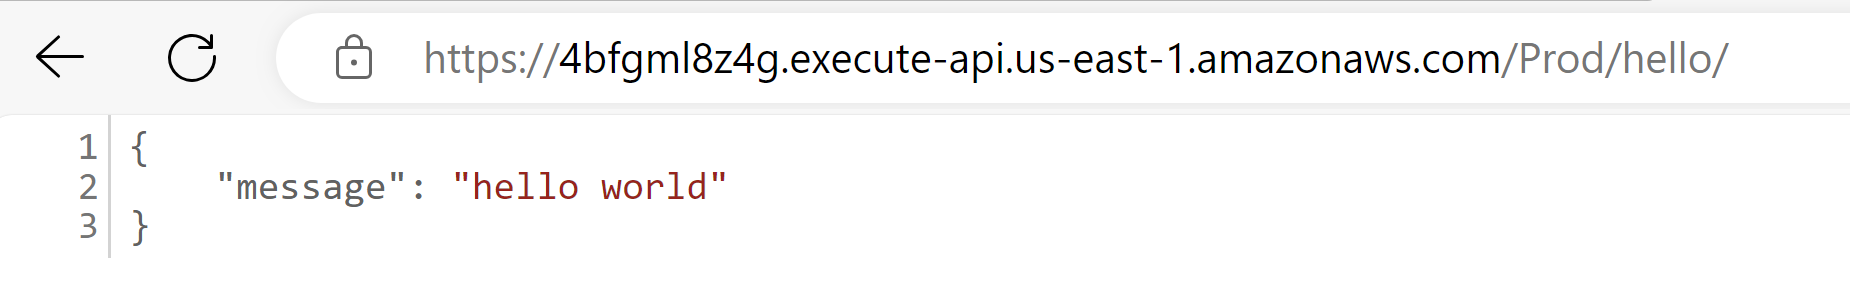 https://4bfgml8z4g.execute-api.us-east-1.amazonaws.com/Prod/hello/
1 {
2 "message": "hello world"
3 }